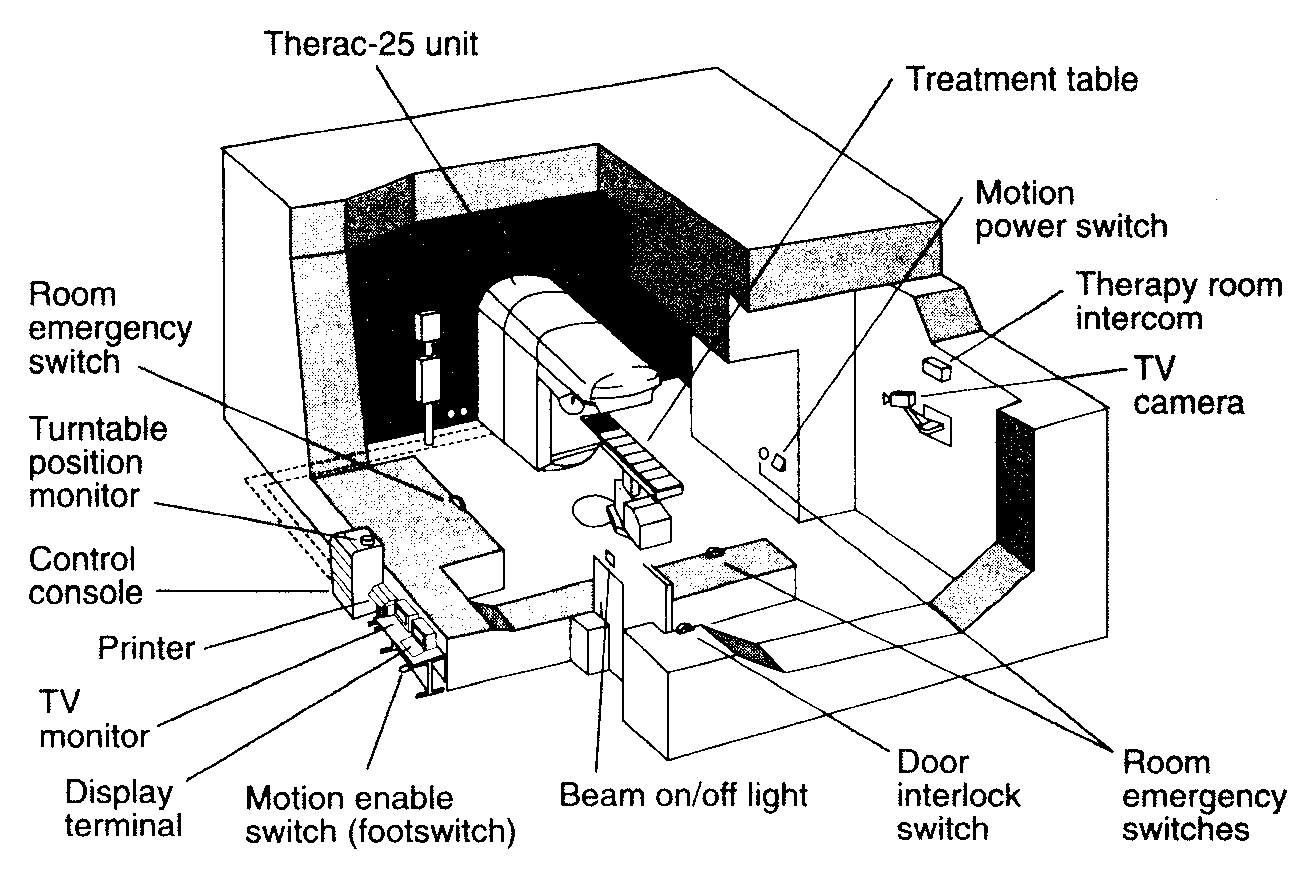 Therac-25 unit
Treatment table
Motion
power switch
Therapy room
intercom
TV
camera
Room
emergency
switch
Turntable
position
monitor
Control
console
Printer
TV
monitor
Display
terminal
Motion enable
switch (footswitch)
Beam on/off light
Door
interlock
switch
Room
emergency
switches